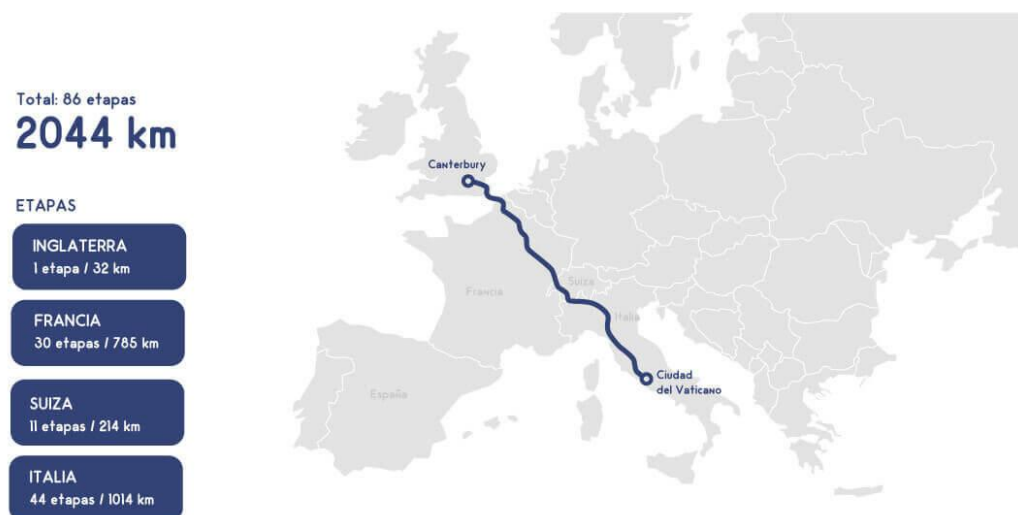 Total: 86 etapas
2044 km
ETAPAS
INGLATERRA
1 etapa / 32 km
FRANCIA
30 etapas / 785 km
SUIZA
11 etapas / 214 km
ITALIA
44 etapas / 1014 km
Canterbury
Suiza
Francia
Italia
Ciudad
del Vaticano
España